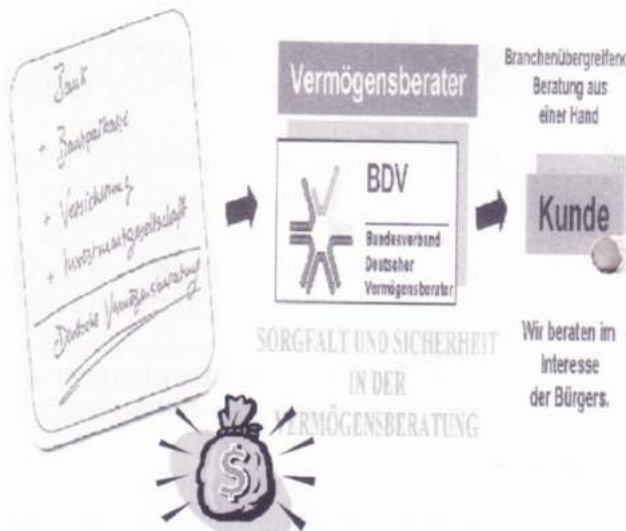 Bank
+ Bausparkasse
+ Versicherung
+ Investmentgesellschaft
Deutsche Vermögensberatung
Vermögensberater
BDV
Bundesverband
Deutscher
Vermögensberater
SORGFALT UND SICHERHEIT
IN DER
VERMÖGENSBERATUNG
$
Branchenübergreifend
Beratung aus
einer Hand
Kunde
Wir beraten im
Interesse
der Bürgers.